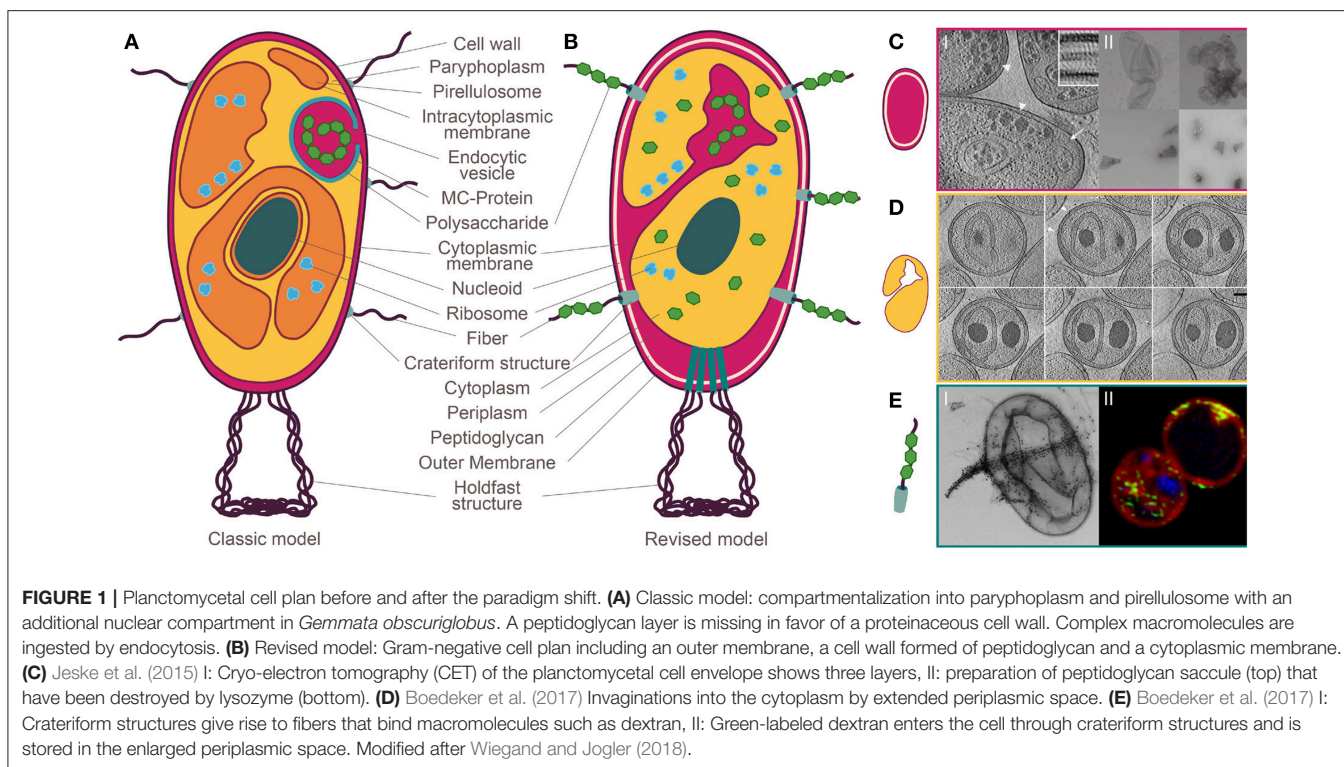 A
B
C
D
E
I
II
I
II
Cell wall
Paryphoplasm
Pirellulosome
Intracytoplasmic
membrane
Endocytic
vesicle
MC-Protein
Polysaccharide
Cytoplasmic
membrane
Nucleoid
Ribosome
Fiber
Crateriform structure
Cytoplasm
Periplasm
Peptidoglycan
Outer Membrane
Holdfast
structure
Classic model
Revised model
FIGURE 1 | Planctomycetal cell plan before and after the paradigm shift. (A) Classic model: compartmentalization into paryphoplasm and pirellulosome with an
additional nuclear compartment in Gemmata obscuriglobus. A peptidoglycan layer is missing in favor of a proteinaceous cell wall. Complex macromolecules are
ingested by endocytosis. (B) Revised model: Gram-negative cell plan including an outer membrane, a cell wall formed of peptidoglycan and a cytoplasmic membrane.
(C) Jeske et al. (2015) I: Cryo-electron tomography (CET) of the planctomycetal cell envelope shows three layers, II: preparation of peptidoglycan saccule (top) that
have been destroyed by lysozyme (bottom). (D) Boedeker et al. (2017) Invaginations into the cytoplasm by extended periplasmic space. (E) Boedeker et al. (2017) I:
Crateriform structures give rise to fibers that bind macromolecules such as dextran, II: Green-labeled dextran enters the cell through crateriform structures and is
stored in the enlarged periplasmic space. Modified after Wiegand and Jogler (2018).